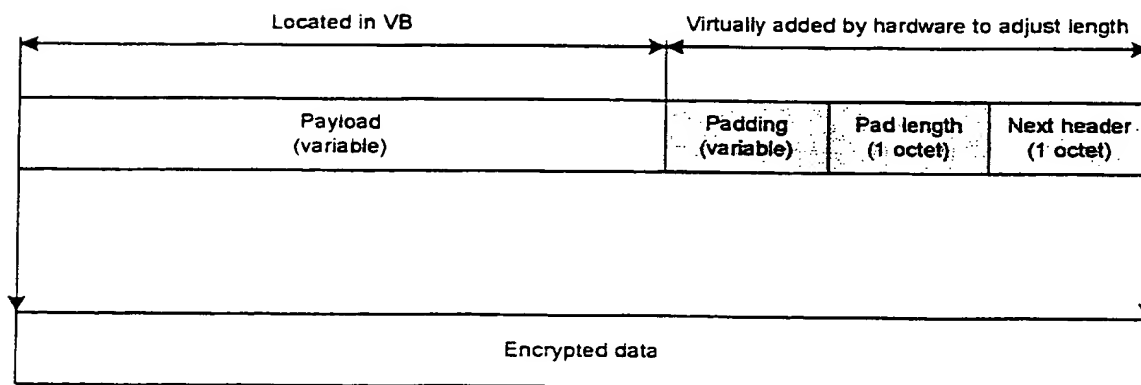 Located in VB
Virtually added by hardware to adjust length
Payload
(variable)
Padding
(variable)
Pad length
(1 octet)
Next header
(1 octet)
Encrypted data